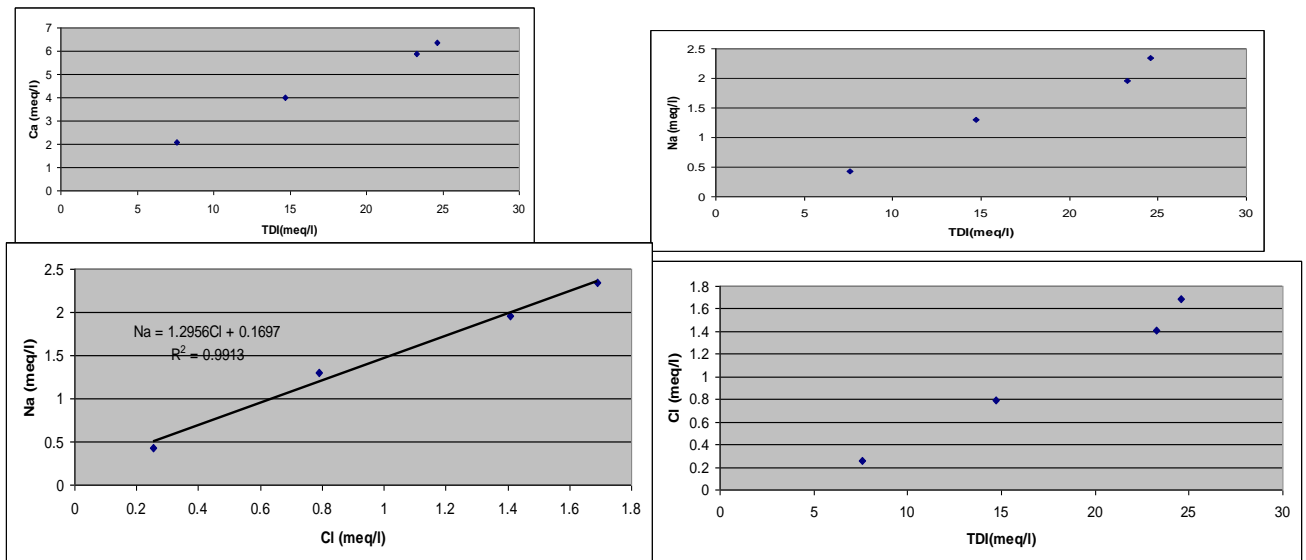 7
6
5
4
3
2
1
0
Ca (meq/l)
0 5 10 15 20 25 30
TDI(meq/l)
2.5
2
1.5
1
0.5
0
Na (meq/l)
0 5 10 15 20 25 30
TDI(meq/l)
2.5
2
1.5
1
0.5
0
Na (meq/l)
Na = 1.2956Cl + 0.1697
R² = 0.9913
0 0.2 0.4 0.6 0.8 1 1.2 1.4 1.6 1.8
Cl (meq/l)
1.8
1.6
1.4
1.2
1
0.8
0.6
0.4
0.2
0
Cl (meq/l)
0 5 10 15 20 25 30
TDI(meq/l)